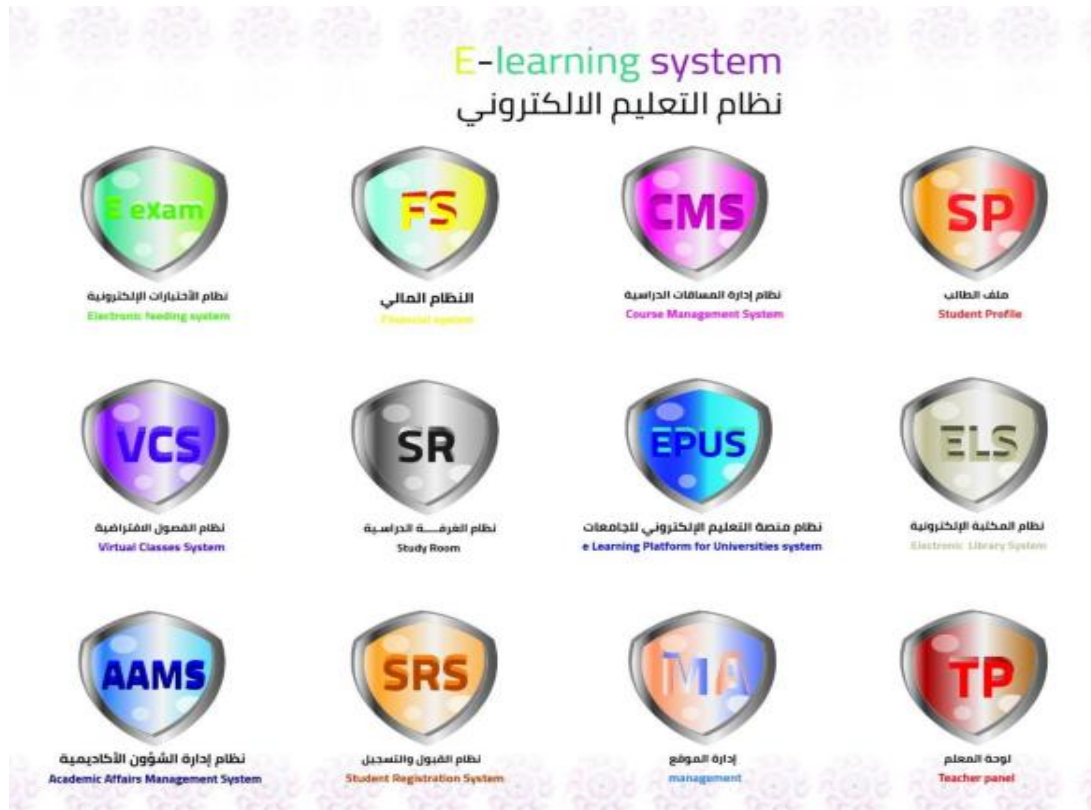 E-learning system
نظام التعليم الالكتروني
E exam
FS
CMS
SP
نظام الأختبارات الإلكترونية
النظام المالي
نظام إدارة المساقات الدراسية
ملف الطالب
Electronic feeding system
Financial system
Course Management System
Student Profile
VCS
SR
EPUS
ELS
نظام الفصول الافتراضية
نظام الغرفــــة الدراسـية
نظام منصة التعليم الإلكتروني للجامعات
نظام المكتبة الإلكترونية
Virtual Classes System
Study Room
e Learning Platform for Universities system
Electronic Library System
AAMS
SRS
MA
TP
نظام إدارة الشؤون الأكاديمية
نظام القبول والتسجيل
إدارة الموقع
لوحة المعلم
Academic Affairs Management System
Student Registration System
management
Teacher panel